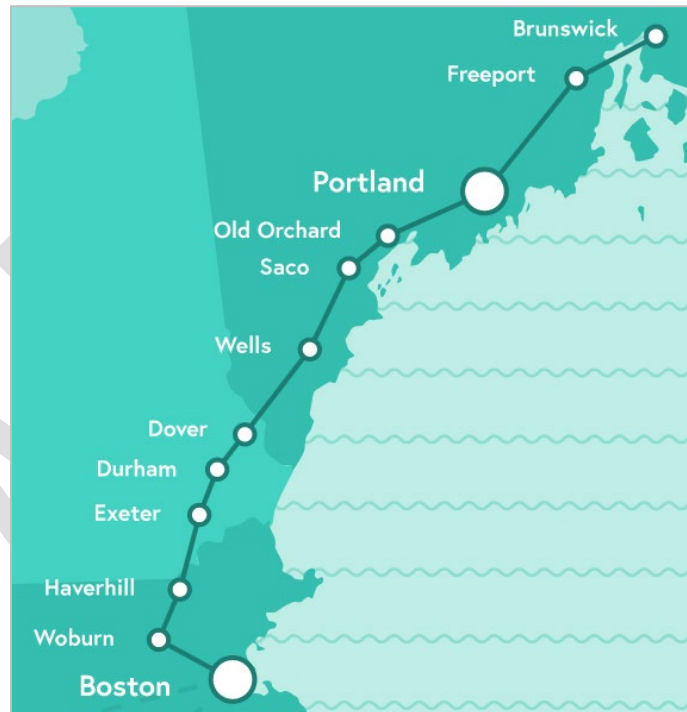 Brunswick
Freeport
Portland
Old Orchard
Saco
Wells
Dover
Durham
Exeter
Haverhill
Woburn
Boston